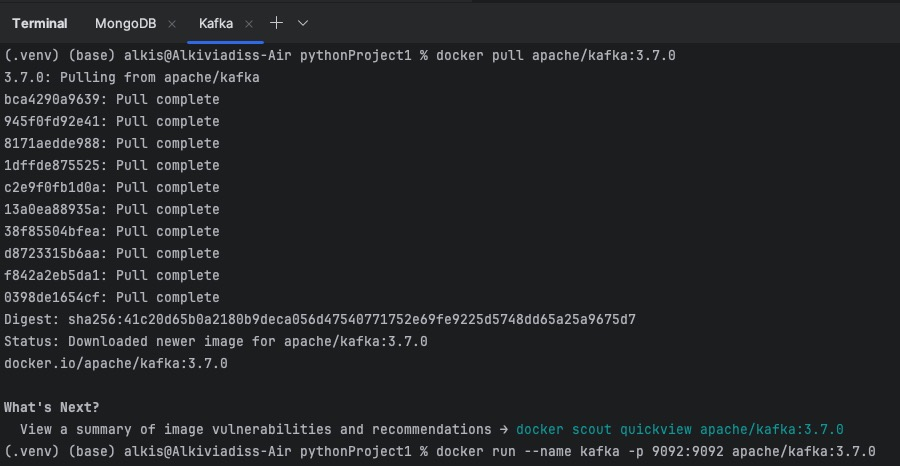 Terminal MongoDB × Kafka × +
(.venv) (base) alkis@Alkiviadiss-Air pythonProject1 % docker pull apache/kafka:3.7.0
3.7.0: Pulling from apache/kafka
bca4290a9639: Pull complete
945f0fd92e41: Pull complete
8171aedde988: Pull complete
1dffde875525: Pull complete
c2e9f0fb1d0a: Pull complete
13a0ea88935a: Pull complete
38f85504bfea: Pull complete
d8723315b6aa: Pull complete
f842a2eb5da1: Pull complete
0398de1654cf: Pull complete
Digest: sha256:41c20d65b0a2180b9deca056d47540771752e69fe9225d5748dd65a25a9675d7
Status: Downloaded newer image for apache/kafka:3.7.0
docker.io/apache/kafka:3.7.0
What's Next?
View a summary of image vulnerabilities and recommendations → docker scout quickview apache/kafka:3.7.0
(.venv) (base) alkis@Alkiviadiss-Air pythonProject1 % docker run --name kafka -p 9092:9092 apache/kafka:3.7.0